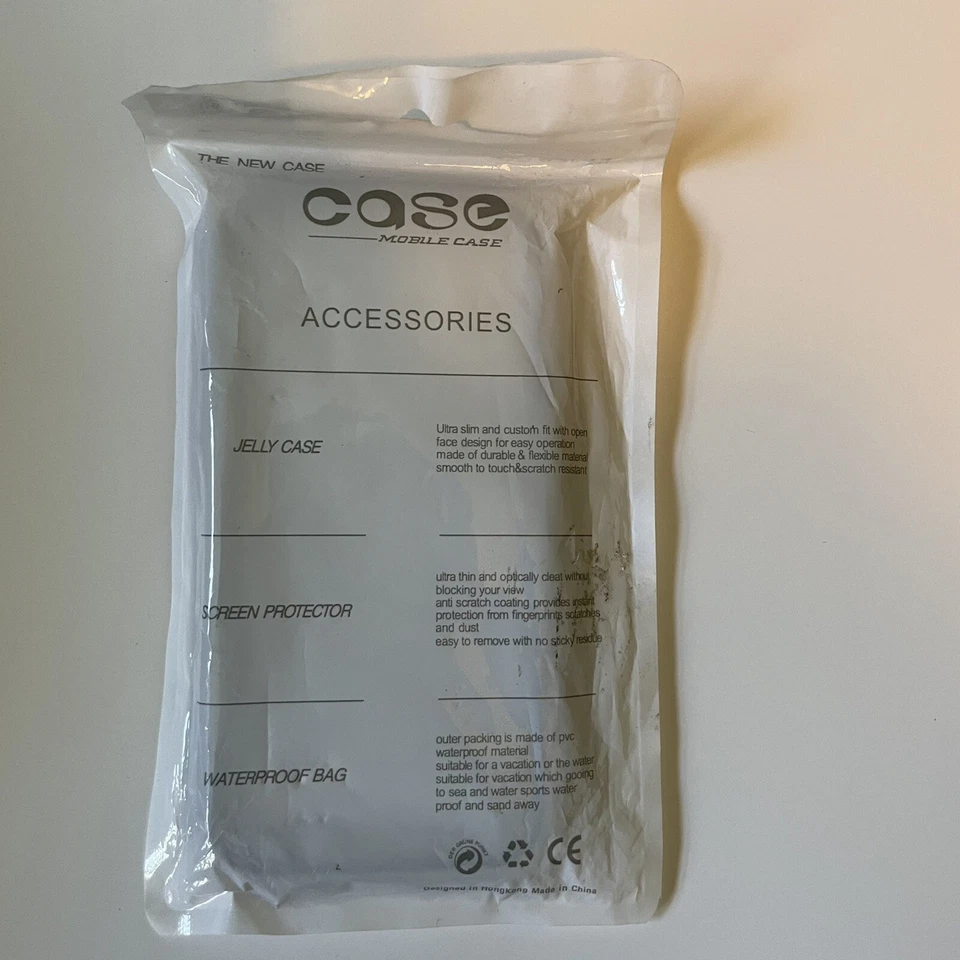 THE NEW CASE
case
MOBILE CASE
ACCESSORIES
JELLY CASE
Ultra slim and custom fit with open
face design for easy operation
made of durable & flexible material
smooth to touch&scratch resistant
SCREEN PROTECTOR
ultra thin and optically cleat without
blocking your view
anti scratch coating provides instant
protection from fingerprints scratches
and dust
easy to remove with no sticky residue
WATERPROOF BAG
outer packing is made of pvc
waterproof material
suitable for a vacation or the water
suitable for vacation which gooing
to sea and water sports water
proof and sand away
DER GRÜNE PUNKT
CE
Designed in HongKong Made in China